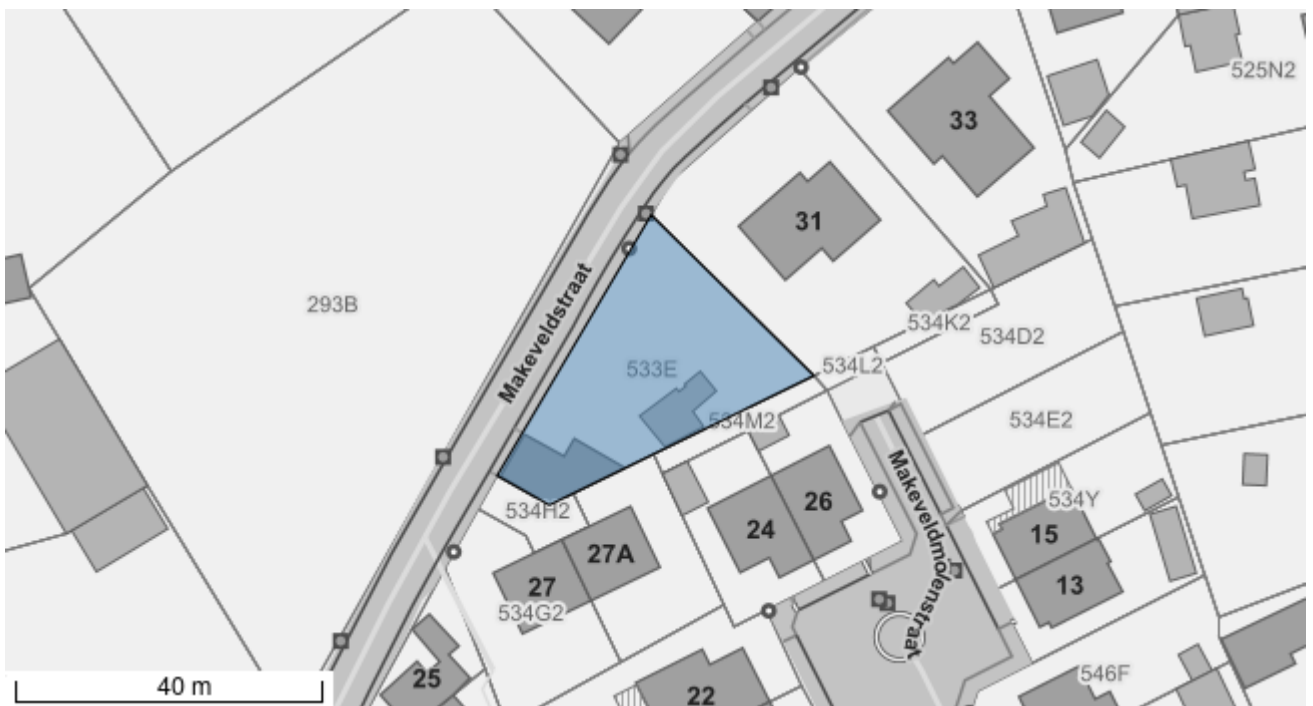 525N2
33
31
Makeveldstraat
293B
534K2
534D2
533E
534L2
534M2
534E2
Makeveldmolenstraat
534H2
26
24
534Y
15
27A
27
13
534G2
25
22
546F
40 m